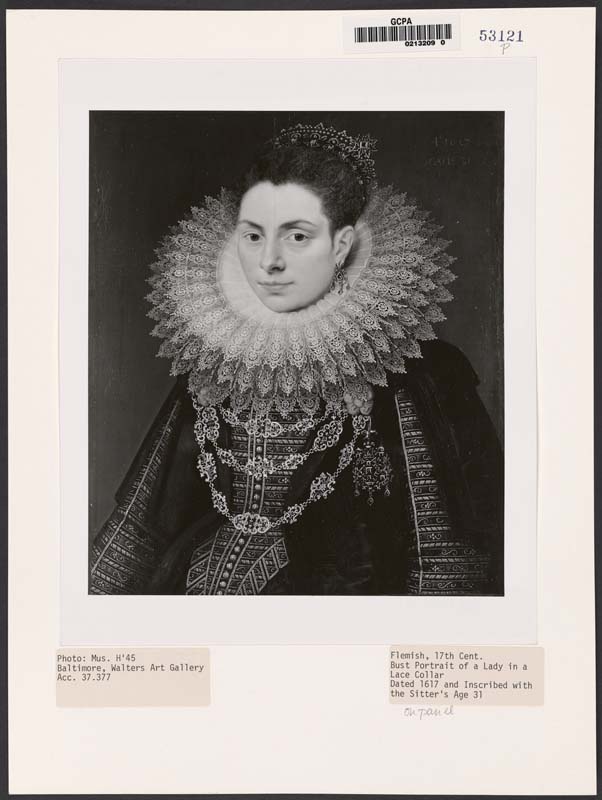 GCPA
0213209 0
53121
P
Photo: Mus. H'45
Baltimore, Walters Art Gallery
Acc. 37.377
Flemish, 17th Cent.
Bust Portrait of a Lady in a
Lace Collar
Dated 1617 and Inscribed with
the Sitter's Age 31
on panel